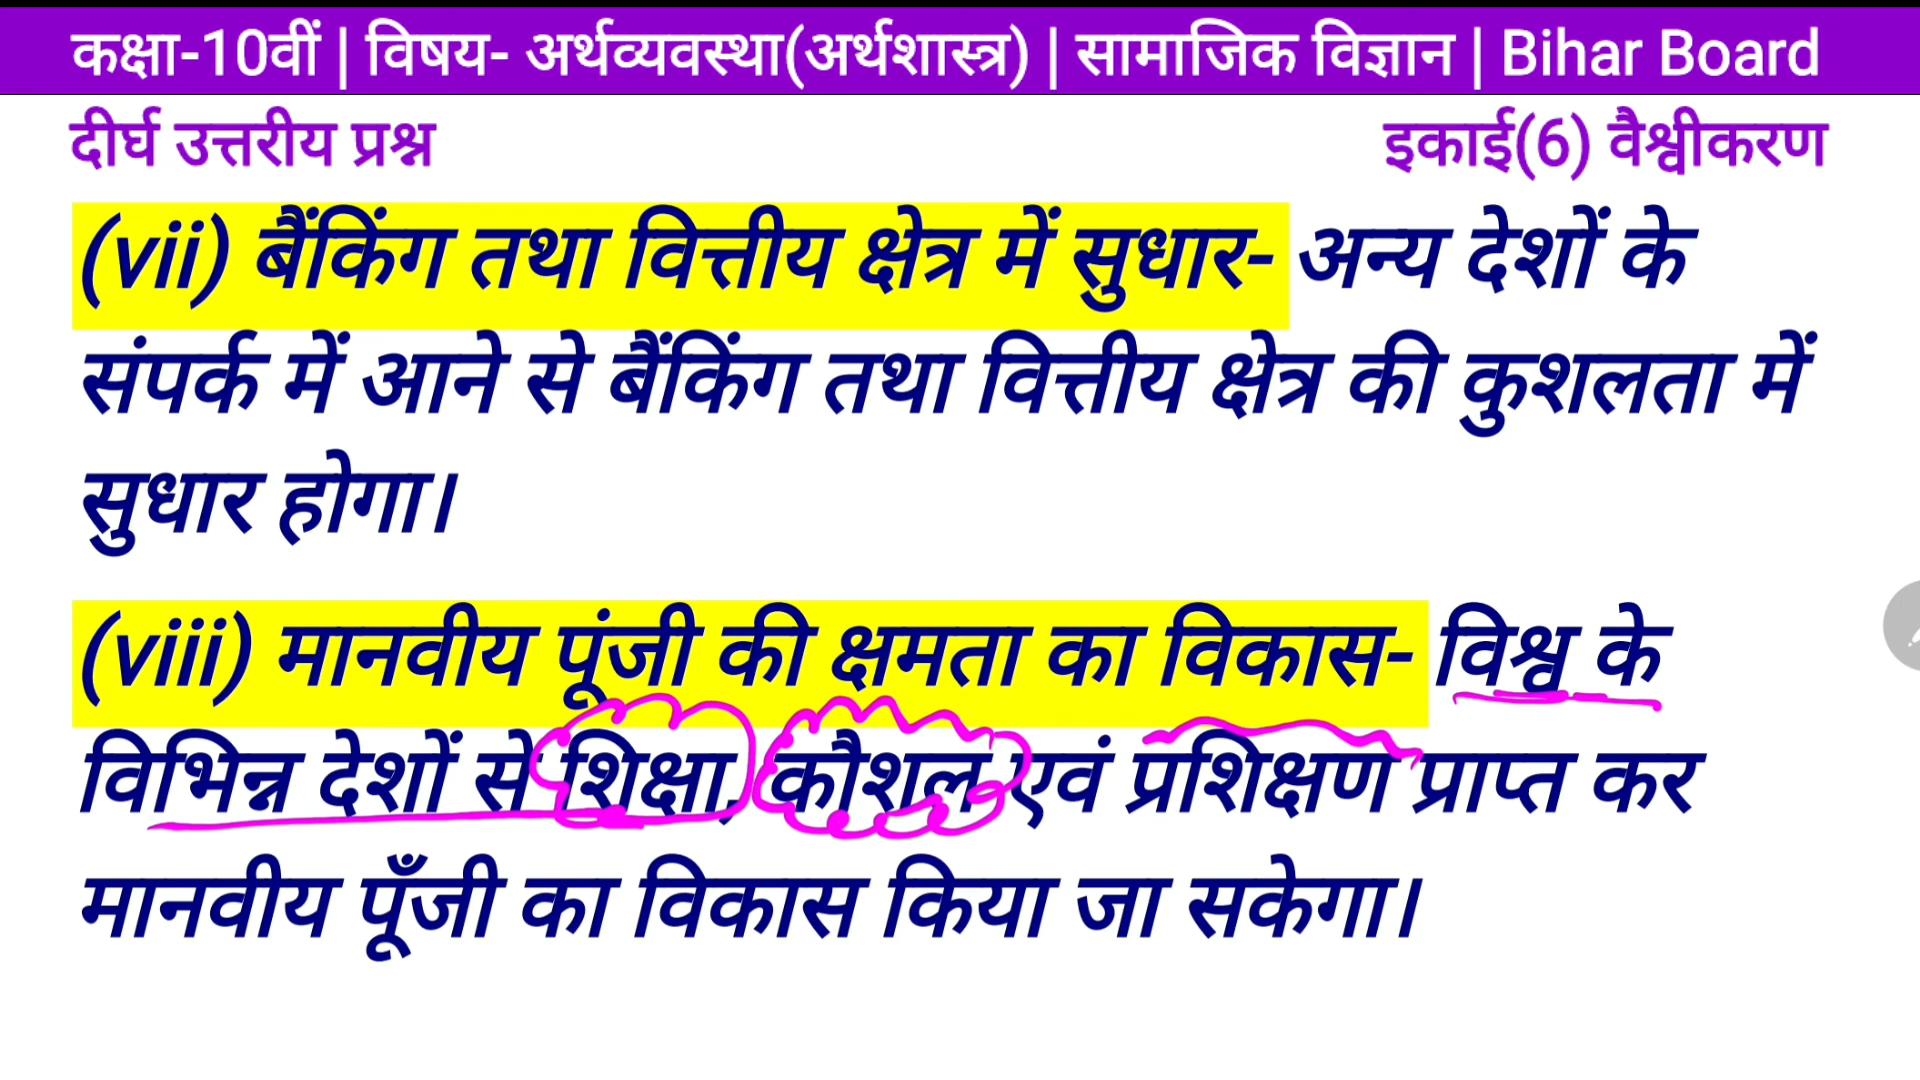 कक्षा-10वीं | विषय- अर्थव्यवस्था(अर्थशास्त्र) | सामाजिक विज्ञान | Bihar Board
दीर्घ उत्तरीय प्रश्न
इकाई(6) वैश्वीकरण
(vii) बैंकिंग तथा वित्तीय क्षेत्र में सुधार- अन्य देशों के
संपर्क में आने से बैंकिंग तथा वित्तीय क्षेत्र की कुशलता में
सुधार होगा।
(viii) मानवीय पूंजी की क्षमता का विकास- विश्व के
विभिन्न देशों से शिक्षा, कौशल एवं प्रशिक्षण प्राप्त कर
मानवीय पूँजी का विकास किया जा सकेगा।